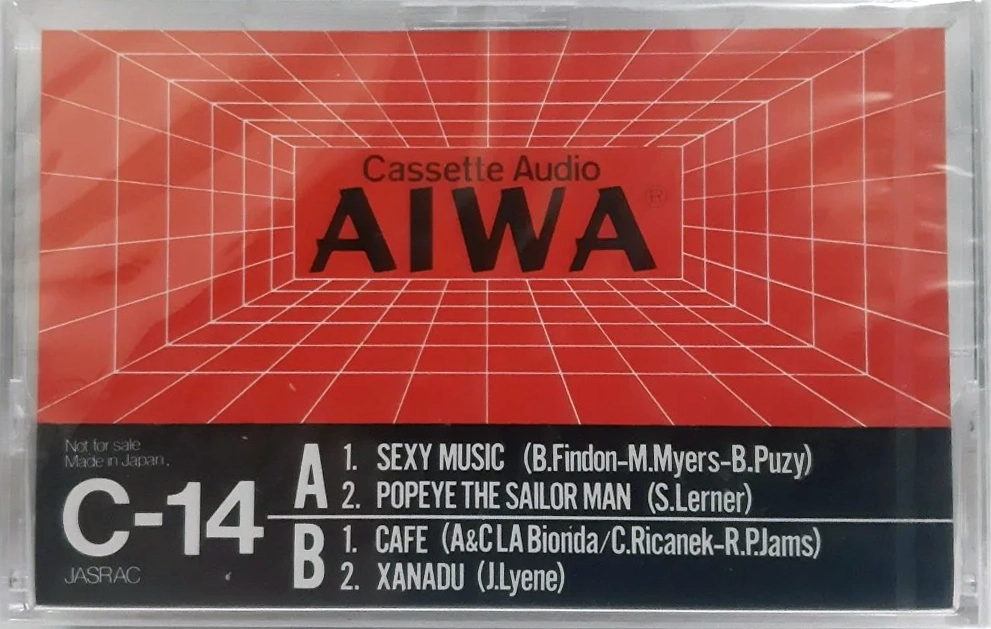 Cassette Audio
AIWA®
Not for sale
Made in Japan.
C-14
JASRAC
A
1. SEXY MUSIC (B.Findon-M.Myers-B.Puzy)
2. POPEYE THE SAILOR MAN (S.Lerner)
B
1. CAFE (A&C LA Bionda/C.Ricanek-R.P.Jams)
2. XANADU (J.Lyene)